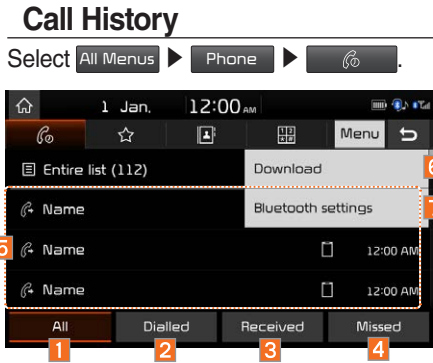 Call History
Select All Menus ▶ Phone ▶ .
1 Jan. 12:00 AM
Menu
Entire list (112) Download 6
Name Bluetooth settings 7
5 Name 12:00 AM
Name 12:00 AM
All Dialled Received Missed
1 2 3 4